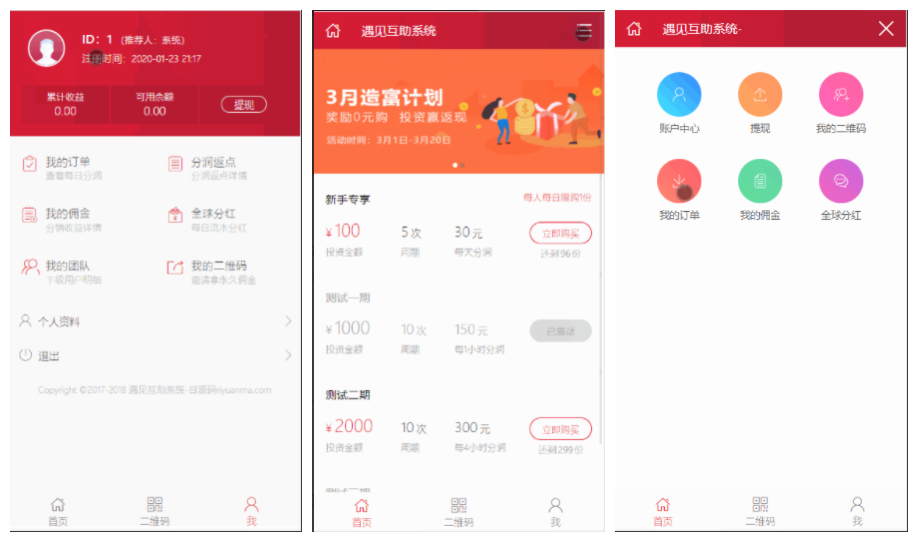 ID：1（推荐人：系统）
注册时间：2020-01-23 21:17
累计收益
0.00
可用余额
0.00
提现
我的订单
查看每日分润
分润返点
分润返点详情
我的佣金
分销收益详情
全球分红
每日流水分红
我的团队
下级用户明细
我的二维码
邀请享永久佣金
个人资料
退出
Copyright ©2017-2018 遇见互助系统-日源码riyuanma.com
首页
二维码
我
遇见互助系统
3月造富计划
奖励0元购 投资赢返现
活动时间：3月1日-3月20日
新手专享
每人每日限购1份
¥100
5次
30元
立即购买
投资金额
周期
每天分润
还剩96份
测试一期
¥1000
10次
150元
已售罄
投资金额
周期
每1小时分润
测试二期
¥2000
10次
300元
立即购买
投资金额
周期
每4小时分润
还剩299份
首页
二维码
我
遇见互助系统-
账户中心
提现
我的二维码
我的订单
我的佣金
全球分红
首页
二维码
我